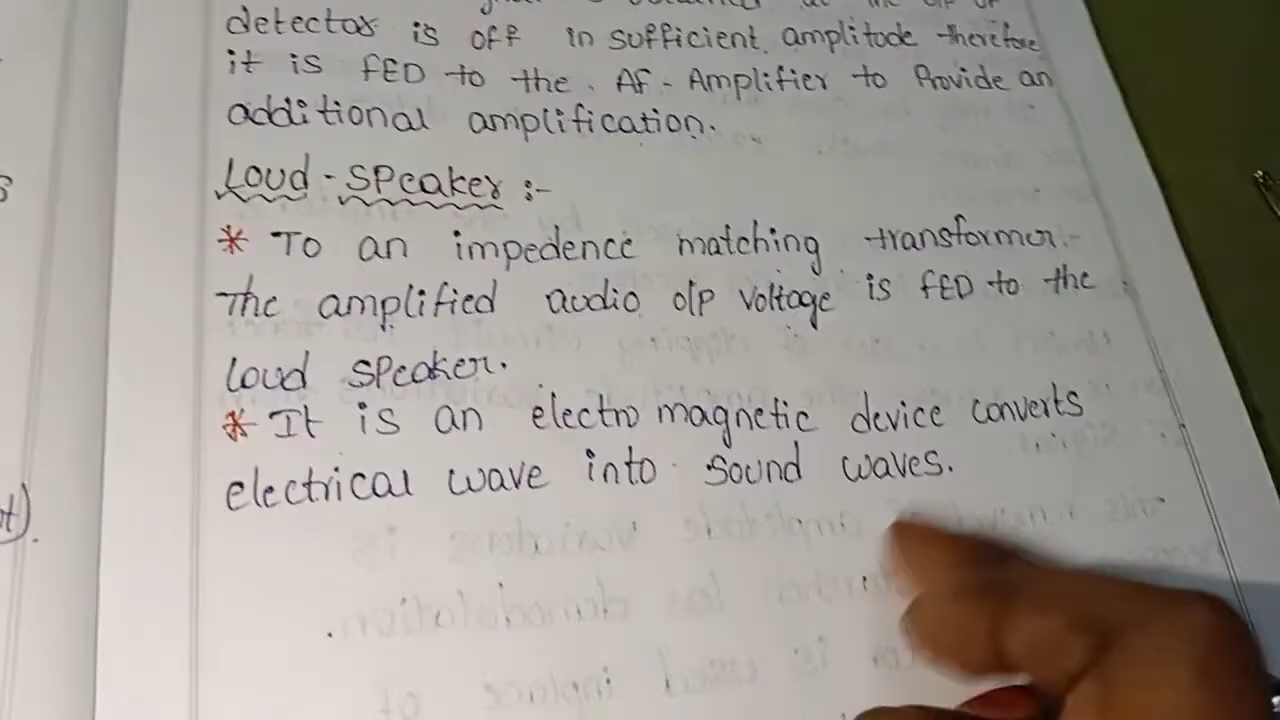 detector is off in sufficient amplitode therefore
it is FED to the AF-Amplifier to Provide an
additional amplification.
Loud-Speaker :-
* To an impedence matching transformer.
The amplified audio o/p voltage is FED to the
loud speaker.
* It is an electro magnetic device converts
electrical wave into sound waves.